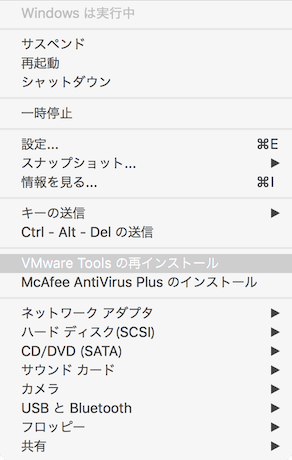 Windows は実行中
サスペンド
再起動
シャットダウン
一時停止
設定... ⌘E
スナップショット... ▶
情報を見る... ⌘I
キーの送信 ▶
Ctrl - Alt - Del の送信
VMware Tools の再インストール
McAfee AntiVirus Plus のインストール
ネットワーク アダプタ ▶
ハード ディスク(SCSI) ▶
CD/DVD (SATA) ▶
サウンド カード ▶
カメラ ▶
USB と Bluetooth ▶
フロッピー ▶
共有 ▶